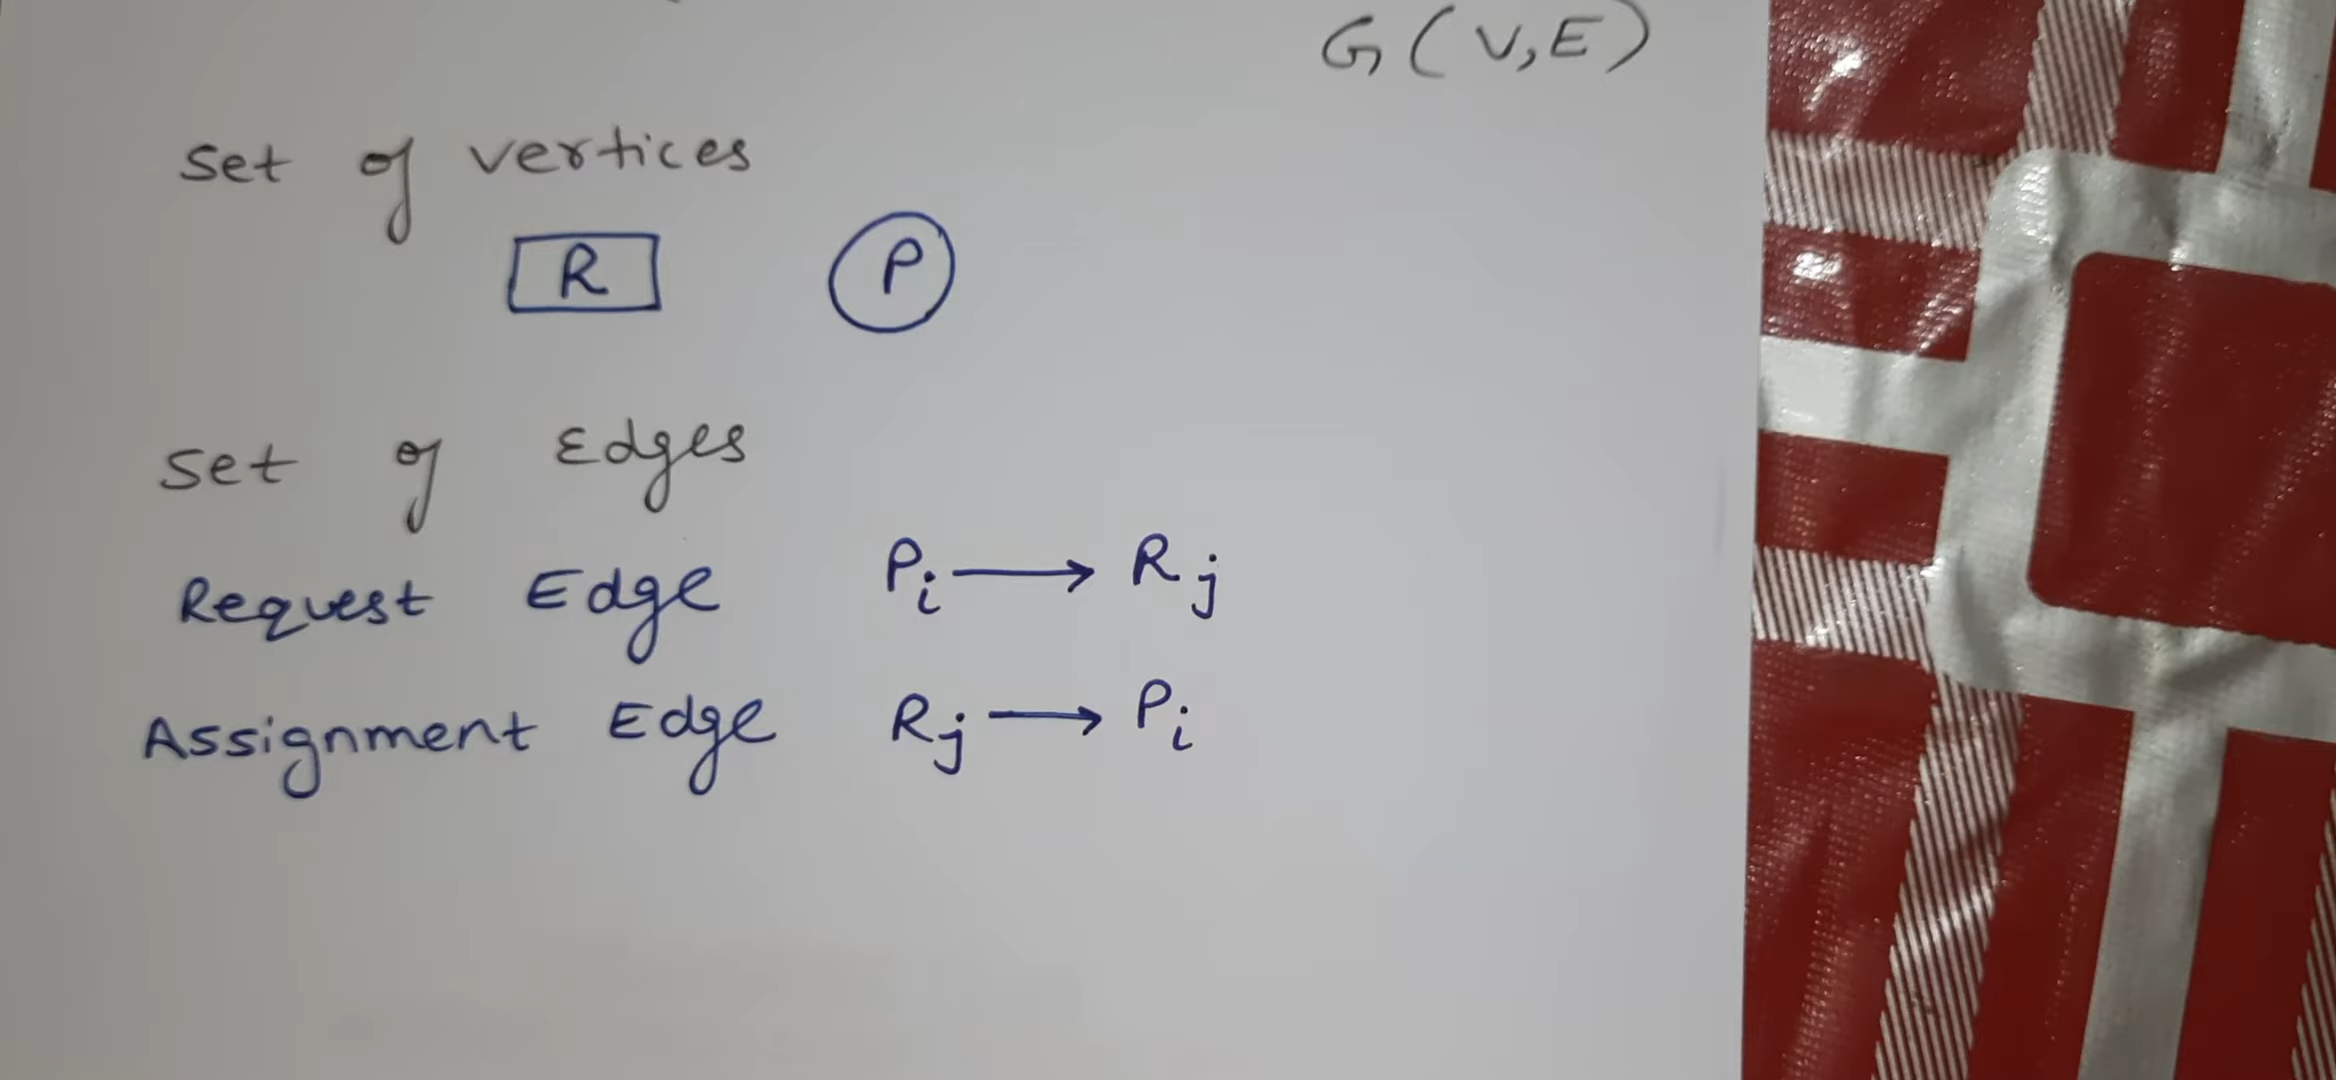 G(V,E)
Set of vertices
R P
Set of Edges
Request Edge Pi → Rj
Assignment Edge Rj → Pi